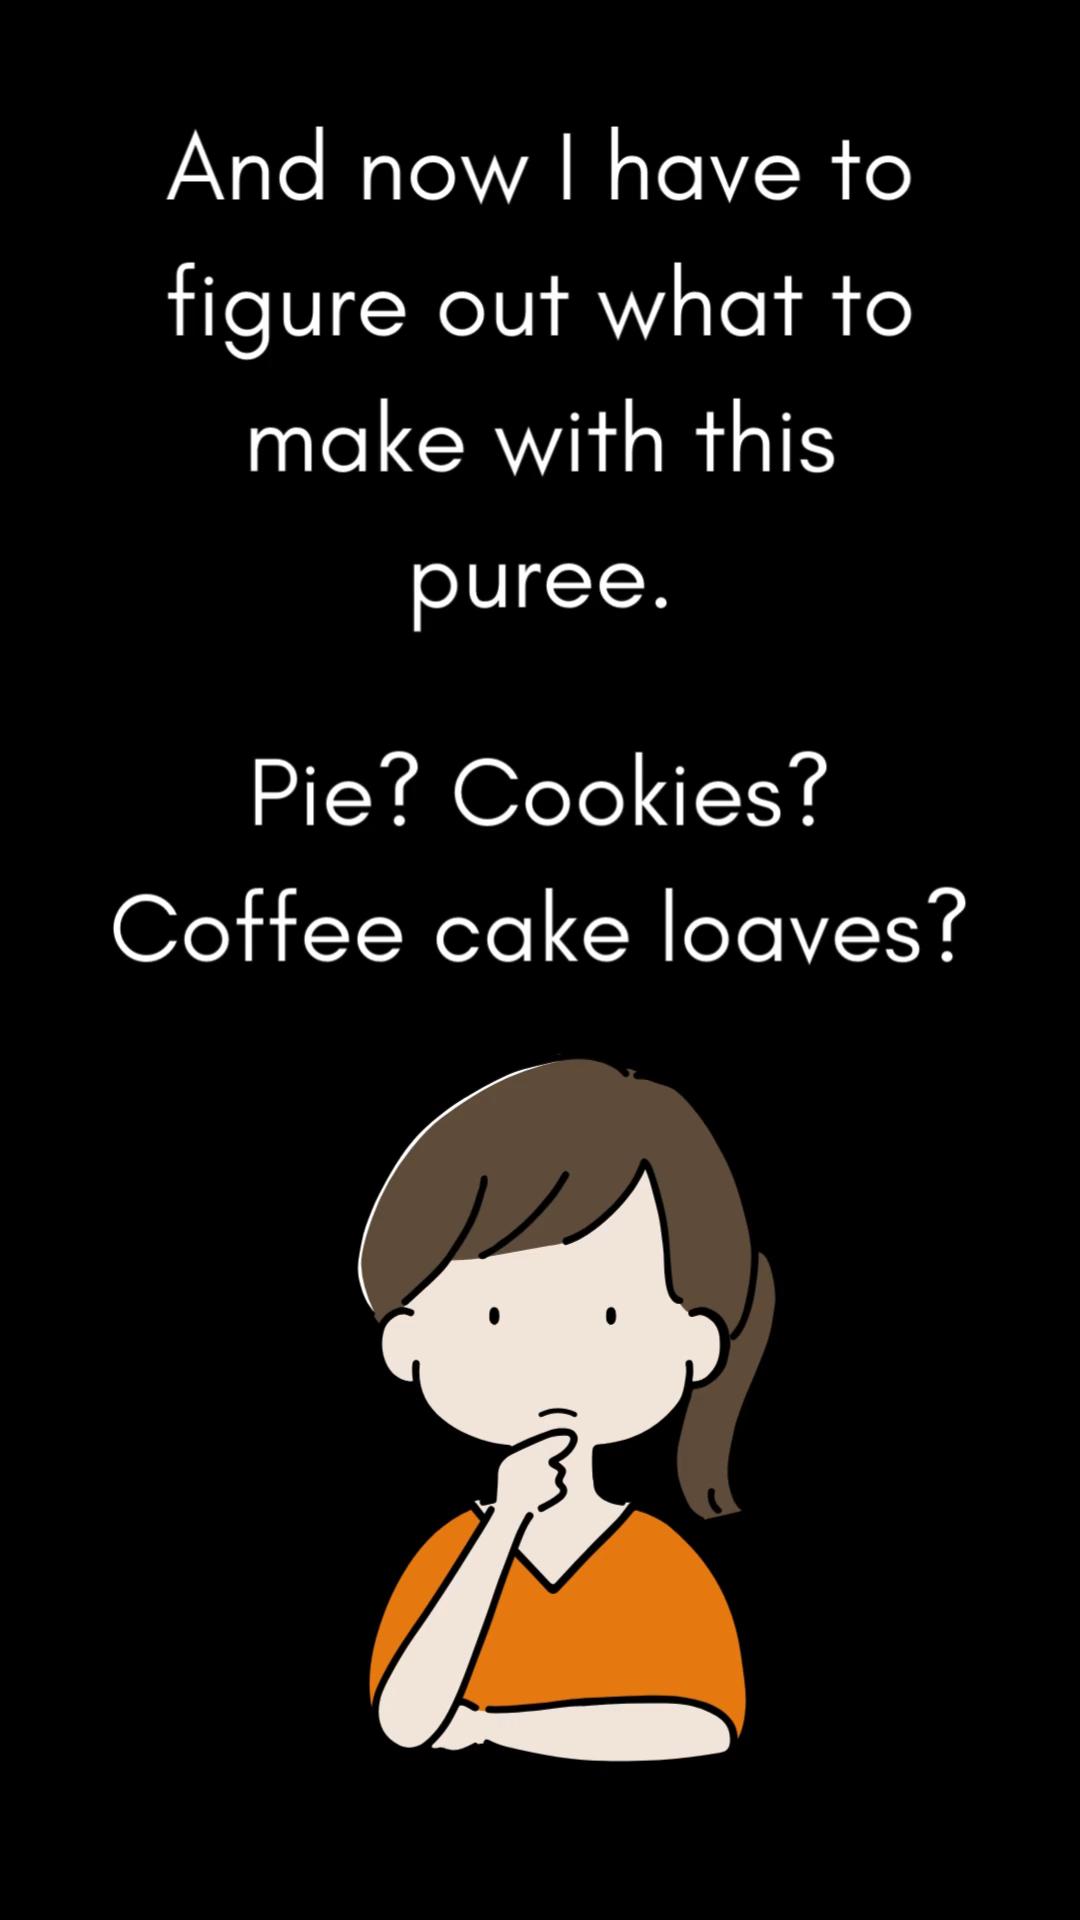 And now I have to
figure out what to
make with this
puree.
Pie? Cookies?
Coffee cake loaves?